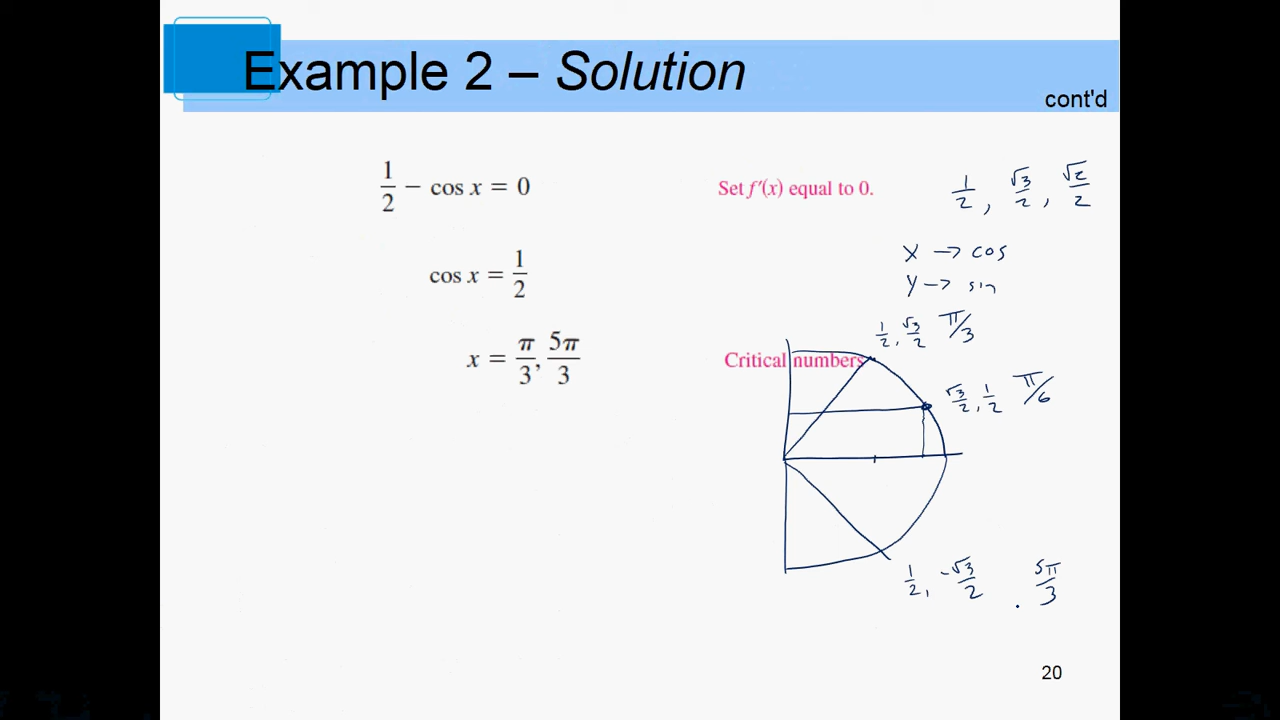 Example 2 – Solution
cont'd
1/2 − cos x = 0
Set f′(x) equal to 0.
1/2, √3/2, √2/2
x → cos
cos x = 1/2
y → sin
1/2, √3/2 π/3
x = π/3, 5π/3
Critical numbers
√3/2, 1/2 π/6
1/2, -√3/2 5π/3
20